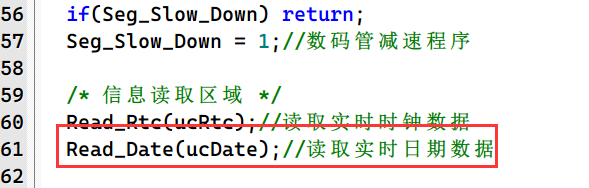 56 if(Seg_Slow_Down) return;
57 Seg_Slow_Down = 1;//数码管减速程序
58
59 /* 信息读取区域 */
60 Read_Rtc(ucRtc);//读取实时时钟数据
61 Read_Date(ucDate);//读取实时日期数据
62